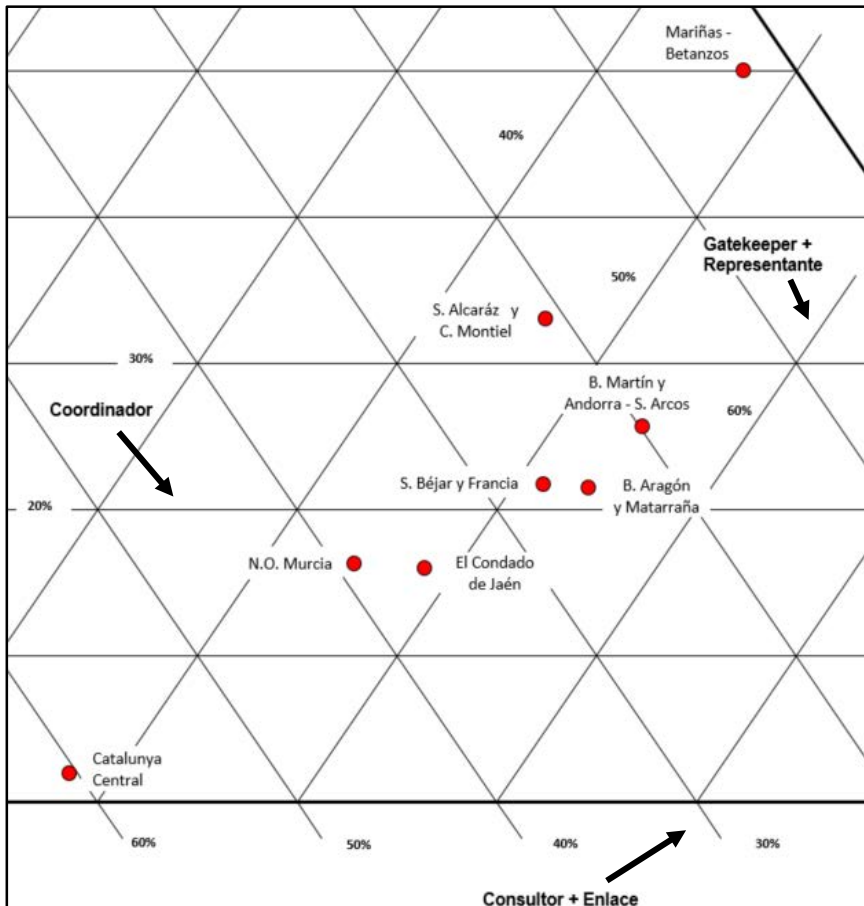 Mariñas -
Betanzos
40%
Gatekeeper +
Representante
50%
S. Alcaráz y
C. Montiel
30%
B. Martín y
Andorra - S. Arcos
Coordinador
60%
S. Béjar y Francia
B. Aragón
y Matarraña
20%
N.O. Murcia
El Condado
de Jaén
Catalunya
Central
60%
50%
40%
30%
Consultor + Enlace